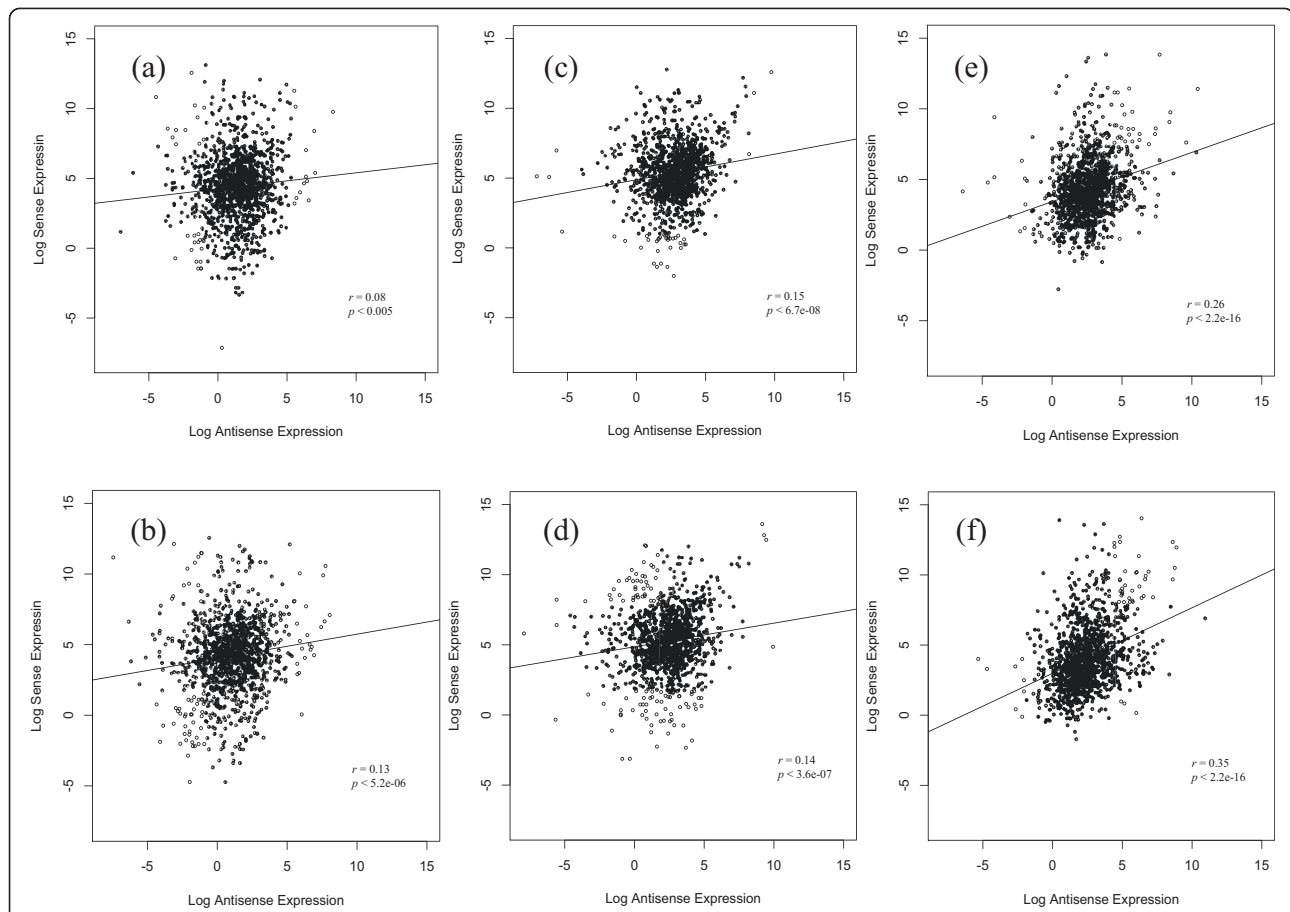 (a)
15
10
5
0
-5
Log Sense Expressin
r = 0.08
p < 0.005
-5 0 5 10 15
Log Antisense Expression
(c)
15
10
5
0
-5
Log Sense Expressin
r = 0.15
p < 6.7e-08
-5 0 5 10 15
Log Antisense Expression
(e)
15
10
5
0
-5
Log Sense Expressin
r = 0.26
p < 2.2e-16
-5 0 5 10 15
Log Antisense Expression
(b)
15
10
5
0
-5
Log Sense Expressin
r = 0.13
p < 5.2e-06
-5 0 5 10 15
Log Antisense Expression
(d)
15
10
5
0
-5
Log Sense Expressin
r = 0.14
p < 3.6e-07
-5 0 5 10 15
Log Antisense Expression
(f)
15
10
5
0
-5
Log Sense Expressin
r = 0.35
p < 2.2e-16
-5 0 5 10 15
Log Antisense Expression